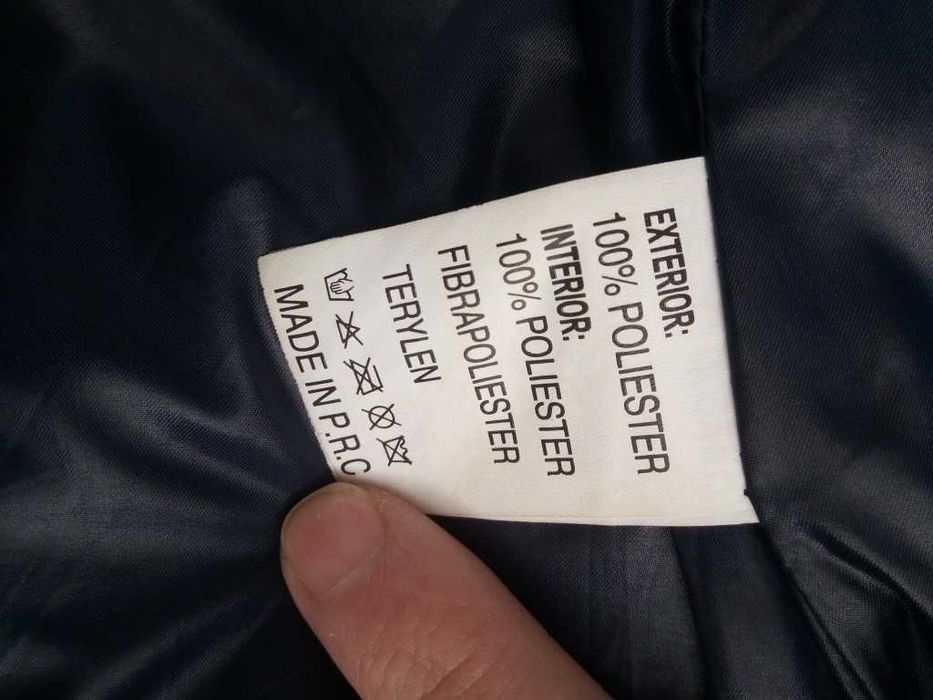 EXTERIOR:
100% POLIESTER
INTERIOR:
100% POLIESTER
FIBRAPOLIESTER
TERYLEN
MADE IN P.R.C